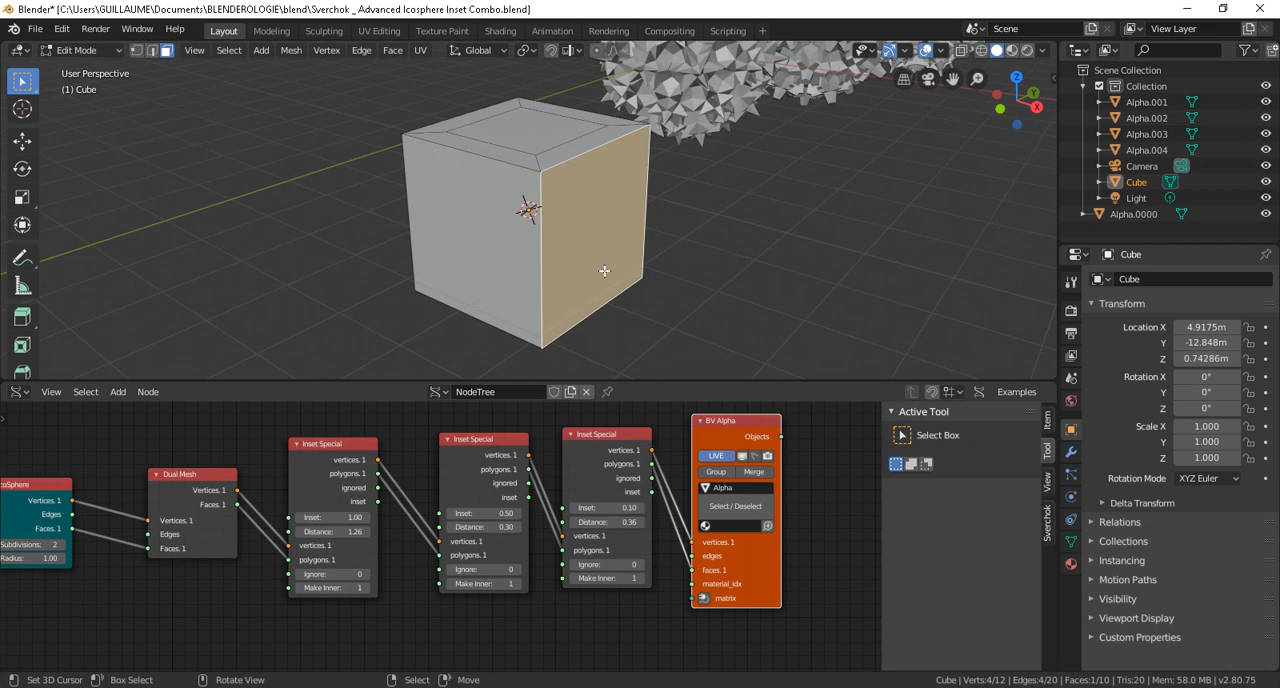 Blender* [C:\Users\GUILLAUME\Documents\BLENDEROLOGIE\blend\Sverchok _ Advanced Icosphere Inset Combo.blend]
File Edit Render Window Help Layout Modeling Sculpting UV Editing Texture Paint Shading Animation Rendering Compositing Scripting + Scene View Layer
Edit Mode View Select Add Mesh Vertex Edge Face UV Global
User Perspective
(1) Cube
Z
Y
X
Scene Collection
Collection
Alpha.001
Alpha.002
Alpha.003
Alpha.004
Camera
Cube
Light
Alpha.0000
Cube
Cube
Transform
Location X 4.9175m
Y -12.848m
Z 0.74286m
Rotation X 0°
Y 0°
Z 0°
Scale X 1.000
Y 1.000
Z 1.000
Rotation Mode XYZ Euler
Delta Transform
Relations
Collections
Instancing
Motion Paths
Visibility
Viewport Display
Custom Properties
View Select Add Node NodeTree Examples
coSphere
Vertices. 1
Edges
Faces. 1
Subdivisions: 2
Radius: 1.00
Dual Mesh
Vertices. 1
Faces. 1
Vertices. 1
Edges
Faces. 1
Inset Special
vertices. 1
polygons. 1
ignored
inset
Inset: 1.00
Distance: 1.26
vertices. 1
polygons. 1
Ignore: 0
Make Inner: 1
Inset Special
vertices. 1
polygons. 1
ignored
inset
Inset: 0.50
Distance: 0.30
vertices. 1
polygons. 1
Ignore: 0
Make Inner: 1
Inset Special
vertices. 1
polygons. 1
ignored
inset
Inset: 0.10
Distance: 0.36
vertices. 1
polygons. 1
Ignore: 0
Make Inner: 1
BV Alpha
Objects
LIVE
Group Merge
Alpha
Select / Deselect
vertices. 1
edges
faces. 1
material_idx
matrix
Active Tool
Select Box
Item
Tool
View
Sverchok
Set 3D Cursor Box Select Rotate View Select Move Cube | Verts:4/12 | Edges:4/20 | Faces:1/10 | Tris:20 | Mem: 58.0 MB | v2.80.75